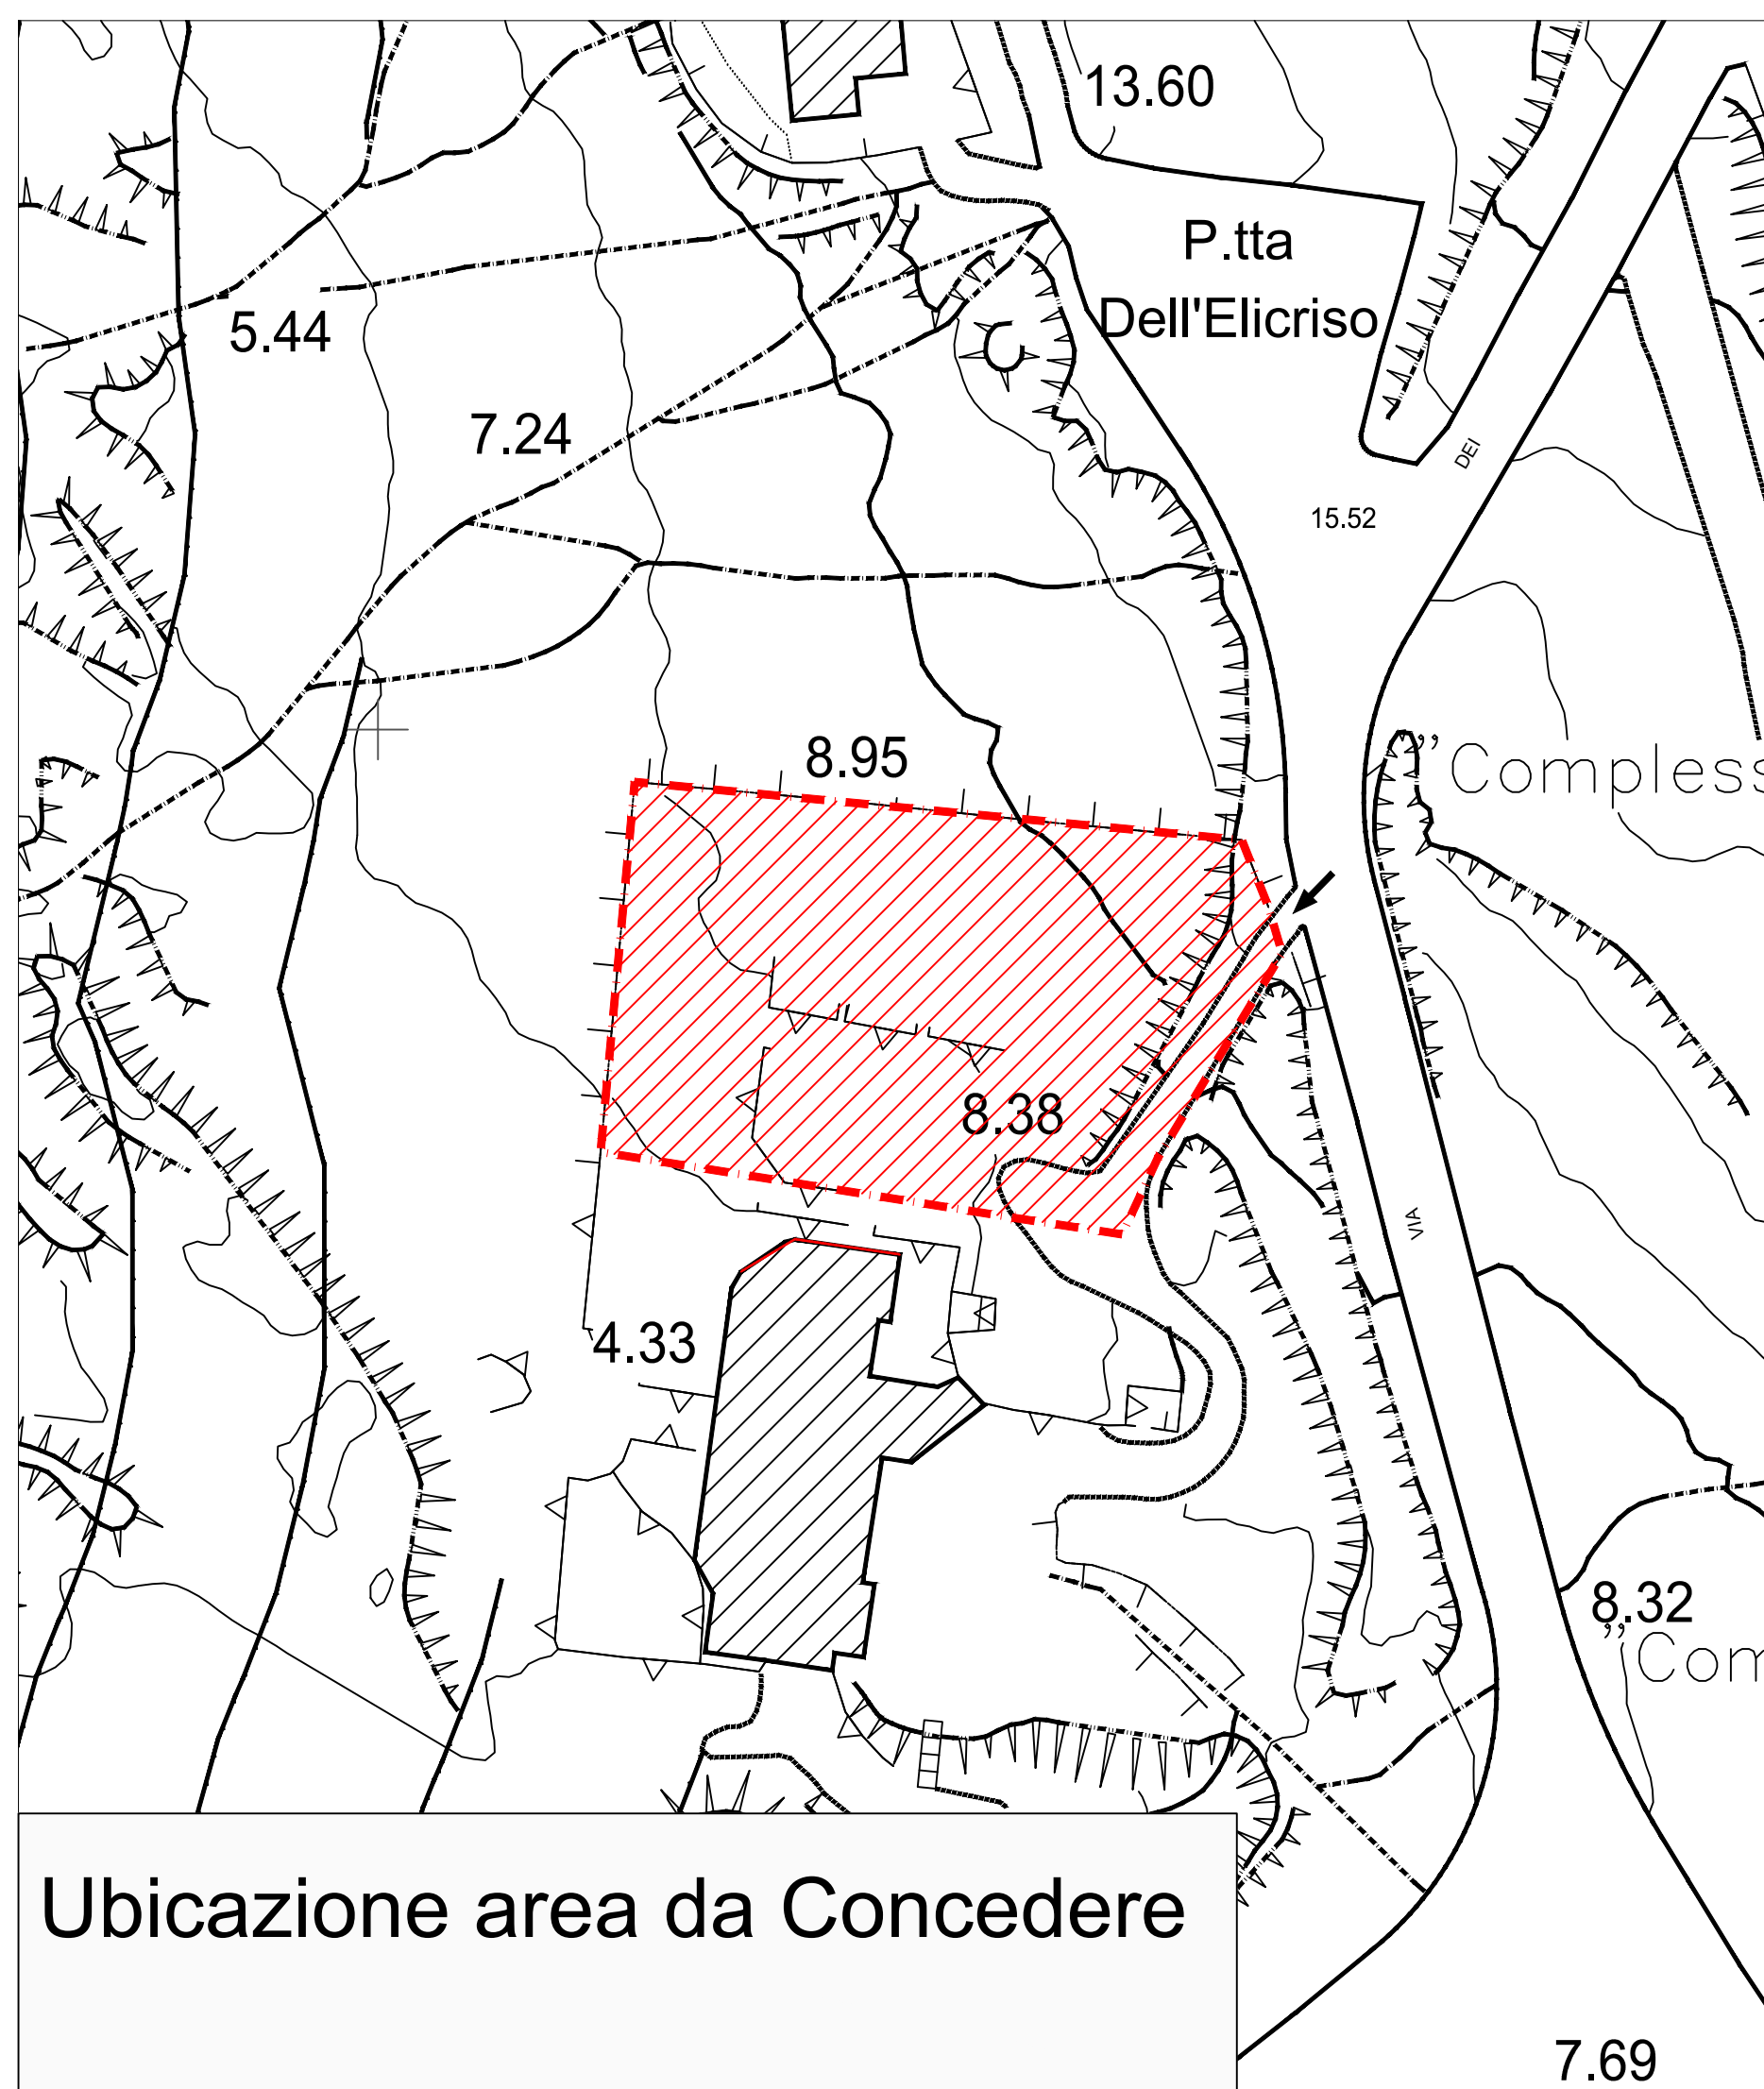 13.60
P.tta
Dell'Elicriso
5.44
7.24
DEI
15.52
8.95
"Compless
8.38
VIA
4.33
8.32
"Com
Ubicazione area da Concedere
7.69